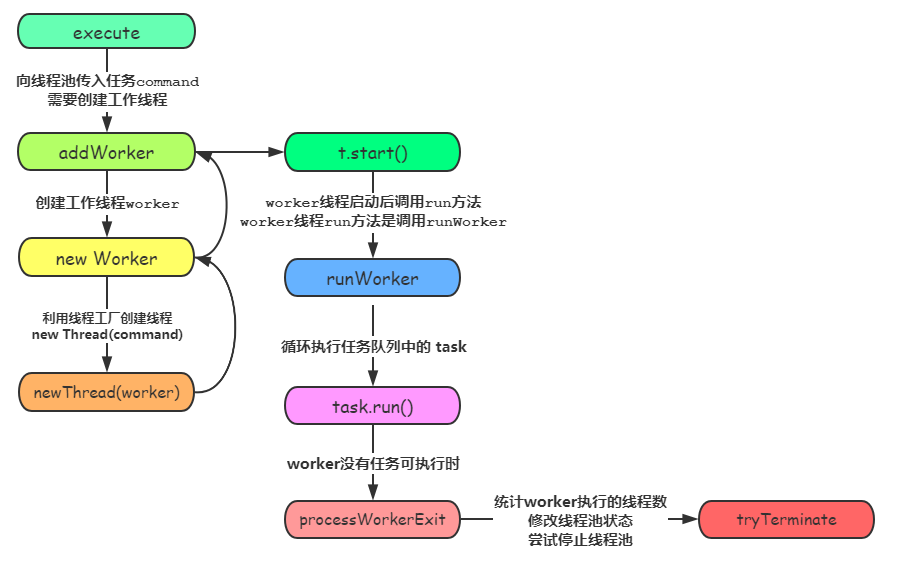 execute
向线程池传入任务command
需要创建工作线程
addWorker
创建工作线程worker
new Worker
利用线程工厂创建线程
new Thread(command)
newThread(worker)
t.start()
worker线程启动后调用run方法
worker线程run方法是调用runWorker
runWorker
循环执行任务队列中的 task
task.run()
worker没有任务可执行时
processWorkerExit
统计worker执行的线程数
修改线程池状态
尝试停止线程池
tryTerminate